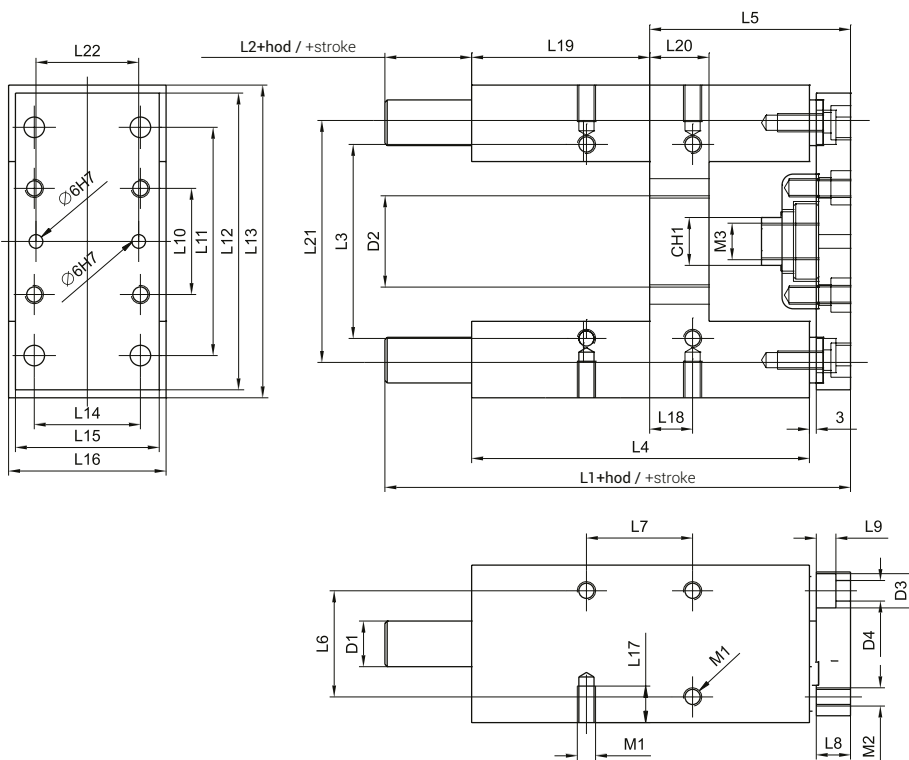 L22
L2+hod / +stroke
L19
L20
L5
∅6H7
∅6H7
L10
L11
L12
L13
L21
L3
D2
CH1
M3
L14
L15
L16
L18
3
L4
L1+hod / +stroke
L7
L9
D3
L6
D1
L17
M1
D4
M1
L8
M2